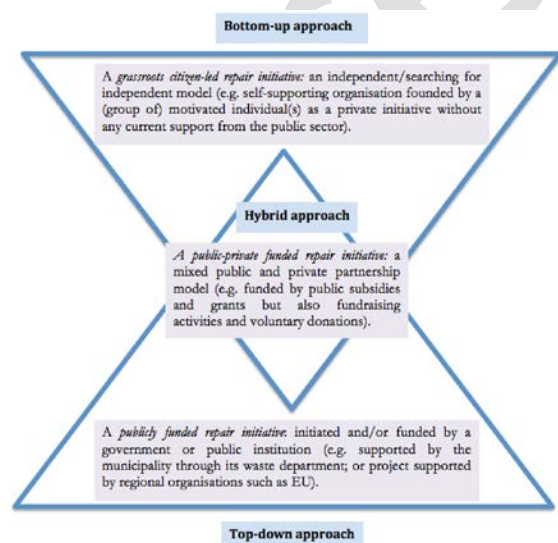 Bottom-up approach
A grassroots citizen-led repair initiative: an independent/searching for
independent model (e.g. self-supporting organisation founded by a
(group of) motivated individual(s) as a private initiative without
any current support from the public sector).
Hybrid approach
A public-private funded repair initiative: a
mixed public and private partnership
model (e.g. funded by public subsidies
and grants but also fundraising
activities and voluntary donations).
A publicly funded repair initiative: initiated and/or funded by a
government or public institution (e.g. supported by the
municipality through its waste department; or project supported
by regional organisations such as EU).
Top-down approach